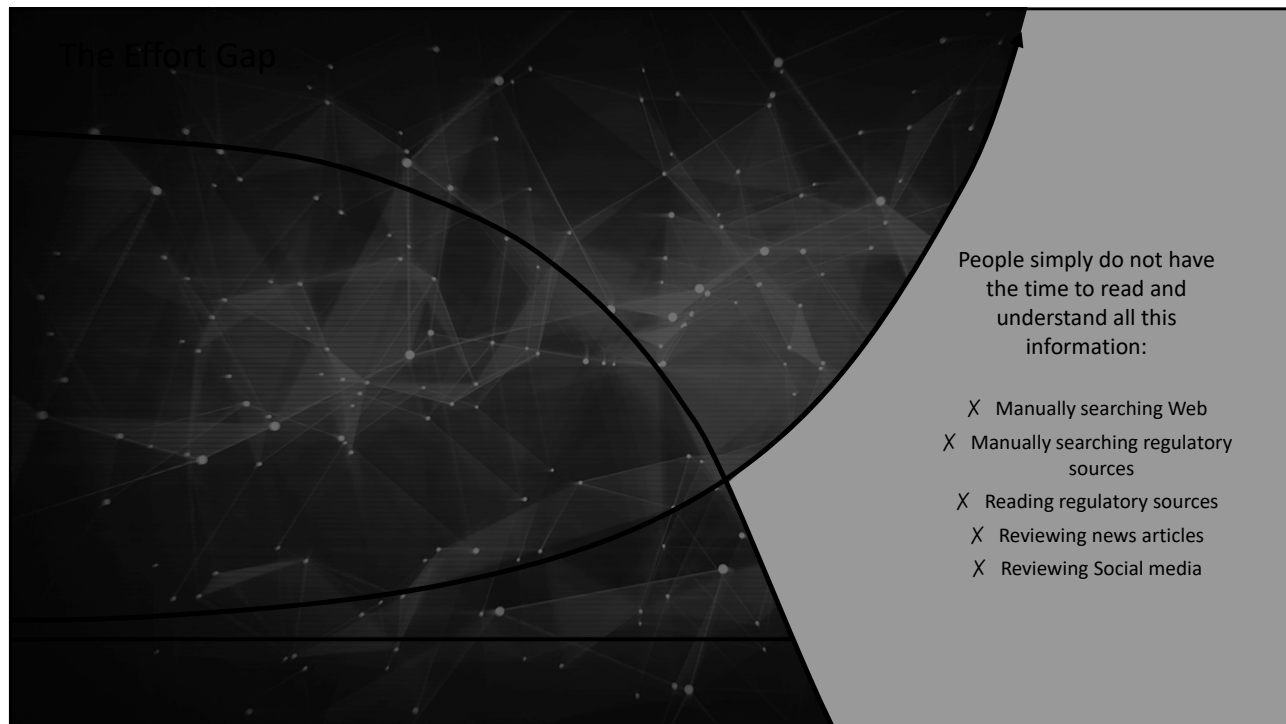 The Effort Gap
People simply do not have
the time to read and
understand all this
information:
X Manually searching Web
X Manually searching regulatory
sources
X Reading regulatory sources
X Reviewing news articles
X Reviewing Social media